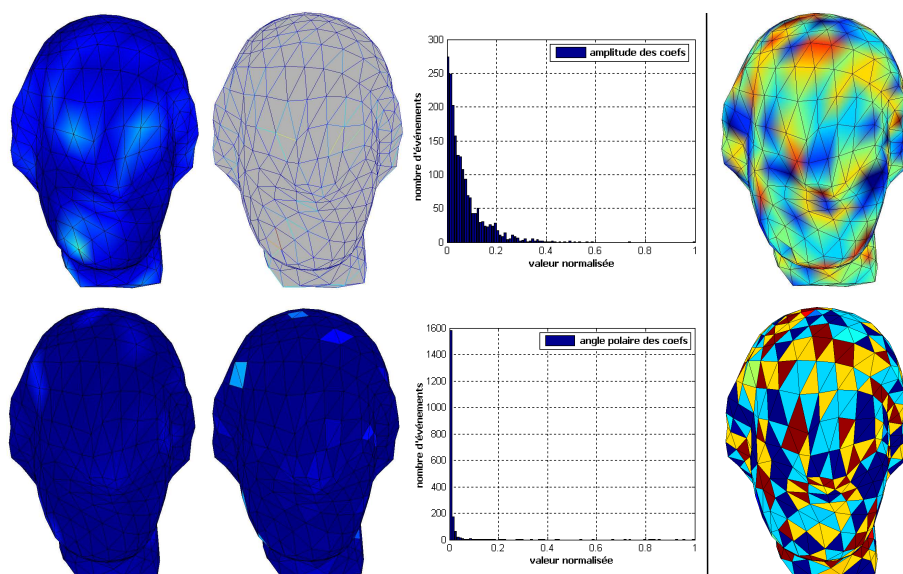 300
250
200
150
100
50
0
nombre d'événements
amplitude des coefs
0 0.2 0.4 0.6 0.8 1
valeur normalisée
1600
1400
1200
1000
800
600
400
200
0
nombre d'événements
angle polaire des coefs
0 0.2 0.4 0.6 0.8 1
valeur normalisée